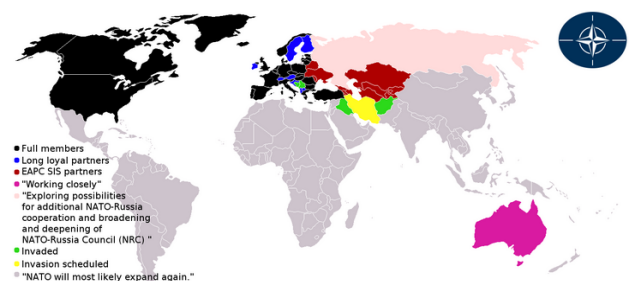 Full members
Long loyal partners
EAPC SIS partners
"Working closely"
"Exploring possibilities
for additional NATO-Russia
cooperation and broadening
and deepening of
NATO-Russia Council (NRC) "
Invaded
Invasion scheduled
"NATO will most likely expand again."